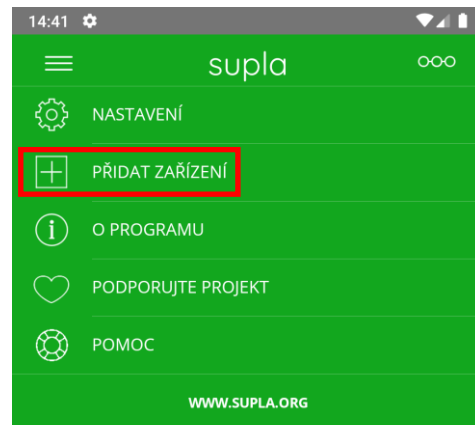 14:41
supla
NASTAVENÍ
PŘIDAT ZAŘÍZENÍ
O PROGRAMU
PODPORUJTE PROJEKT
POMOC
WWW.SUPLA.ORG